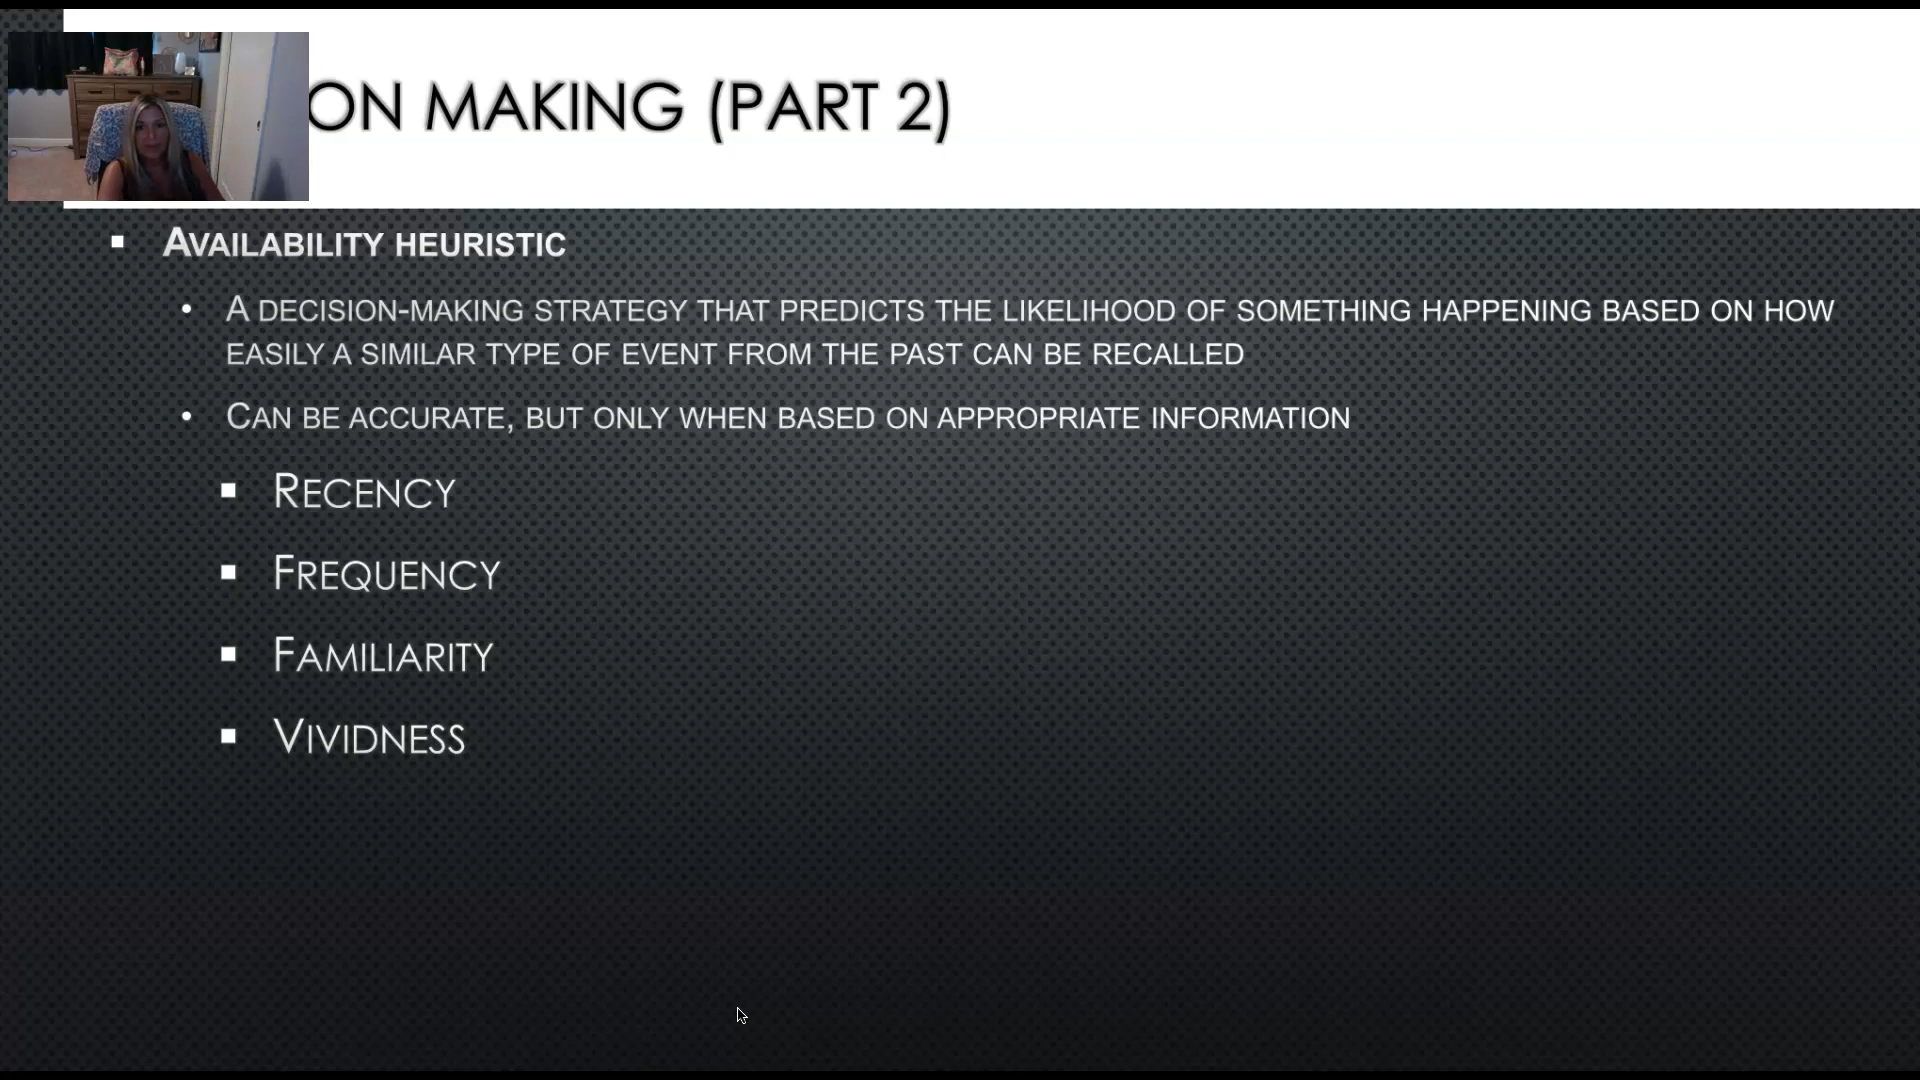 ON MAKING (PART 2)
AVAILABILITY HEURISTIC
A DECISION-MAKING STRATEGY THAT PREDICTS THE LIKELIHOOD OF SOMETHING HAPPENING BASED ON HOW
EASILY A SIMILAR TYPE OF EVENT FROM THE PAST CAN BE RECALLED
CAN BE ACCURATE, BUT ONLY WHEN BASED ON APPROPRIATE INFORMATION
RECENCY
FREQUENCY
FAMILIARITY
VIVIDNESS